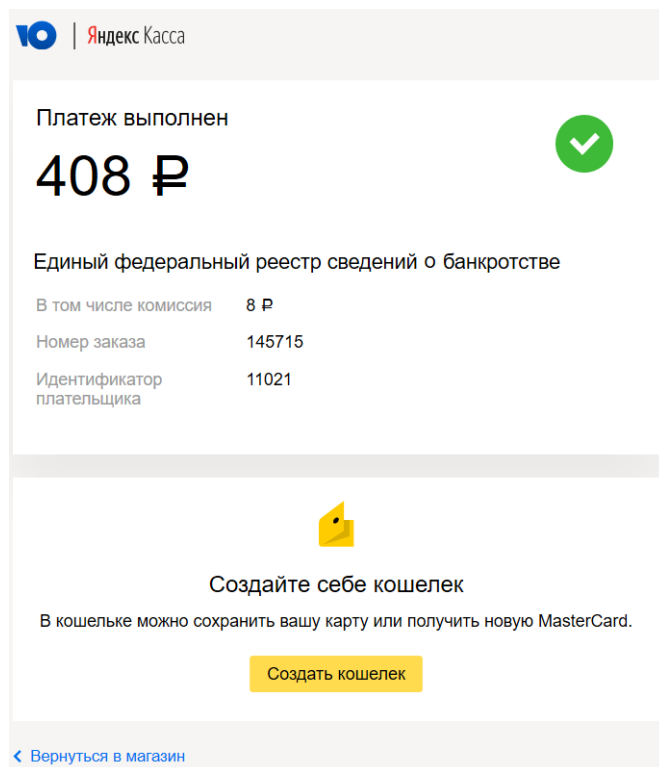 Ю | Яндекс Касса
Платеж выполнен
408 ₽
Единый федеральный реестр сведений о банкротстве
В том числе комиссия 8 ₽
Номер заказа 145715
Идентификатор 11021
плательщика
Создайте себе кошелек
В кошельке можно сохранить вашу карту или получить новую MasterCard.
Создать кошелек
Вернуться в магазин